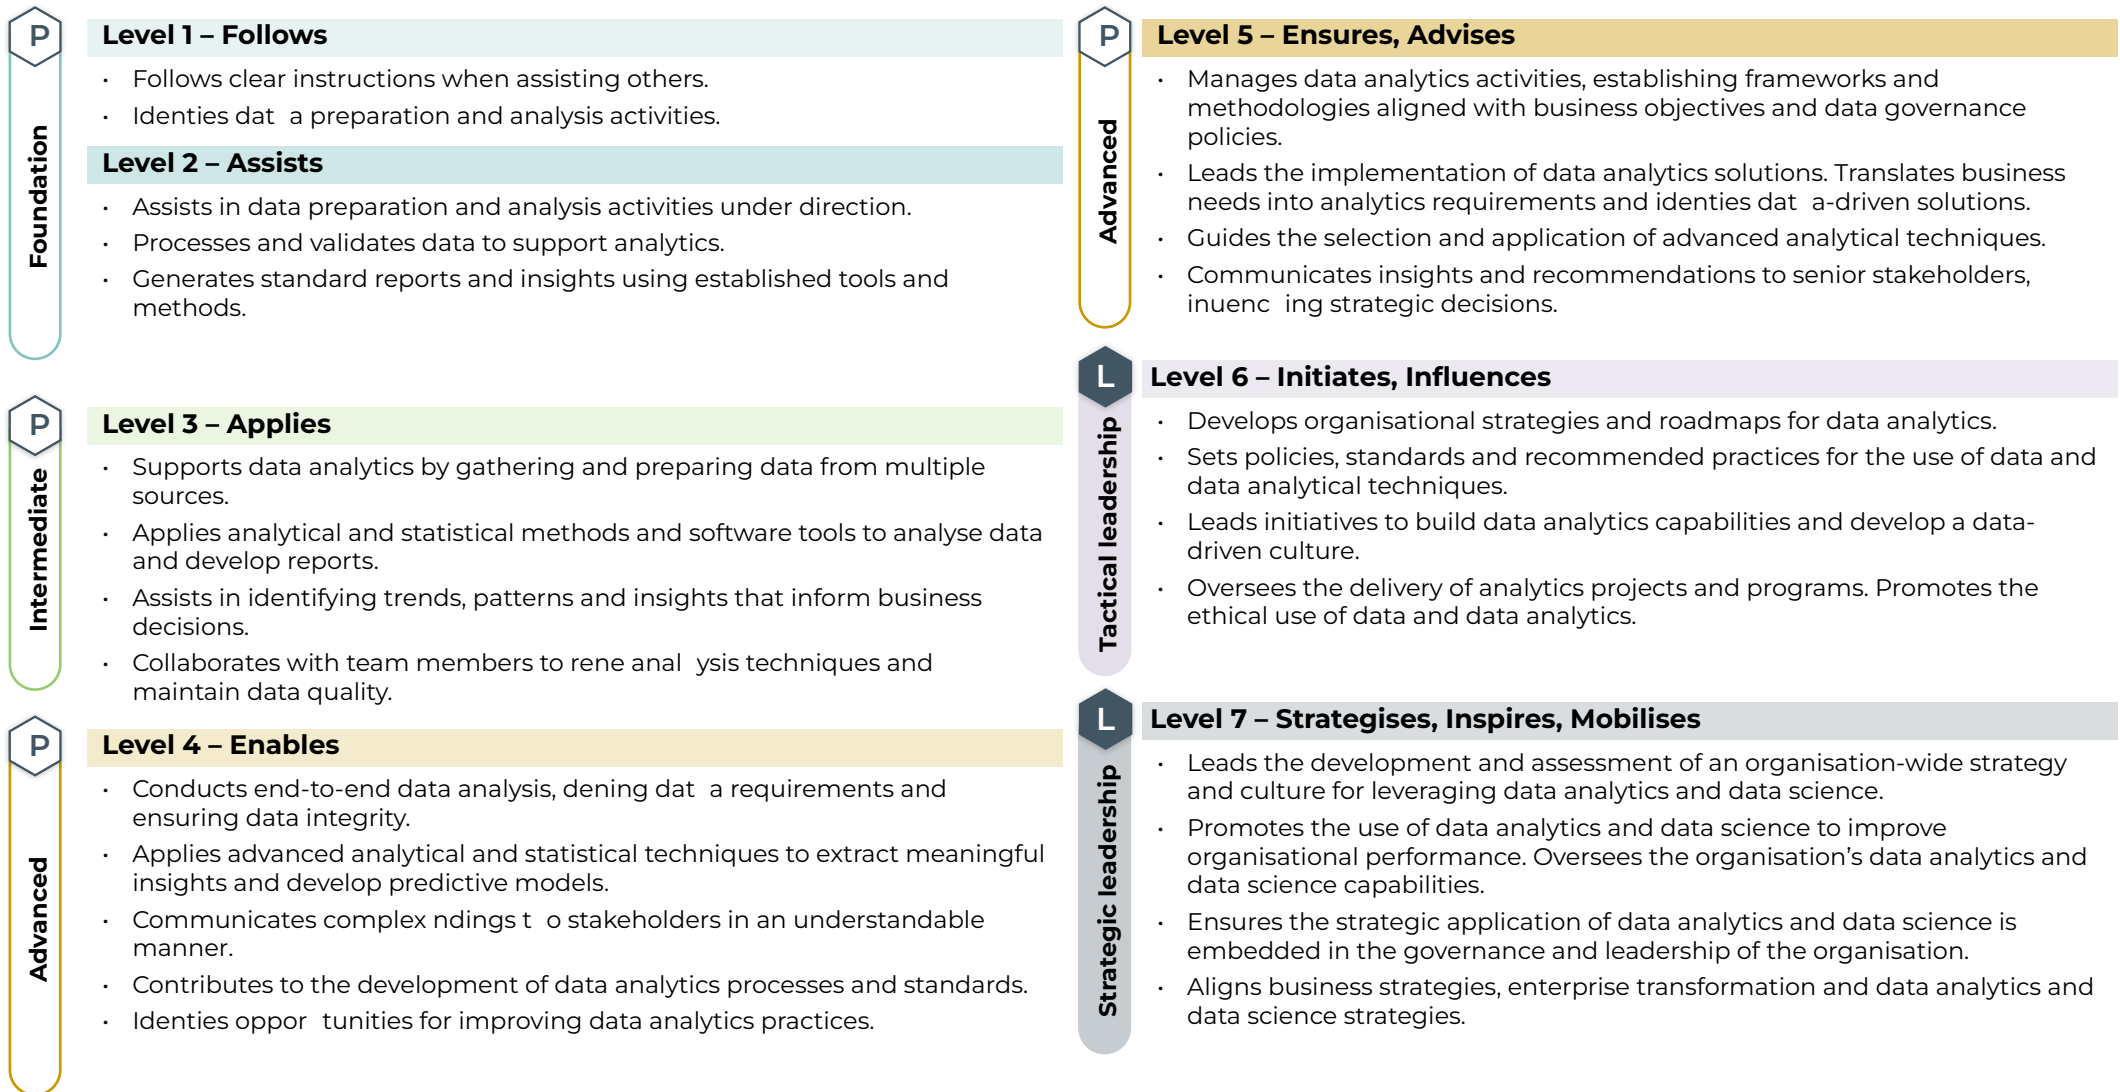 P
Foundation
Level 1 – Follows
• Follows clear instructions when assisting others.
• Identies dat a preparation and analysis activities.
Level 2 – Assists
• Assists in data preparation and analysis activities under direction.
• Processes and validates data to support analytics.
• Generates standard reports and insights using established tools and
methods.
P
Intermediate
Level 3 – Applies
• Supports data analytics by gathering and preparing data from multiple
sources.
• Applies analytical and statistical methods and software tools to analyse data
and develop reports.
• Assists in identifying trends, patterns and insights that inform business
decisions.
• Collaborates with team members to rene anal ysis techniques and
maintain data quality.
P
Advanced
Level 4 – Enables
• Conducts end-to-end data analysis, dening dat a requirements and
ensuring data integrity.
• Applies advanced analytical and statistical techniques to extract meaningful
insights and develop predictive models.
• Communicates complex ndings t o stakeholders in an understandable
manner.
• Contributes to the development of data analytics processes and standards.
• Identies oppor tunities for improving data analytics practices.
P
Advanced
Level 5 – Ensures, Advises
• Manages data analytics activities, establishing frameworks and
methodologies aligned with business objectives and data governance
policies.
• Leads the implementation of data analytics solutions. Translates business
needs into analytics requirements and identies dat a-driven solutions.
• Guides the selection and application of advanced analytical techniques.
• Communicates insights and recommendations to senior stakeholders,
inuenc ing strategic decisions.
L
Tactical leadership
Level 6 – Initiates, Influences
• Develops organisational strategies and roadmaps for data analytics.
• Sets policies, standards and recommended practices for the use of data and
data analytical techniques.
• Leads initiatives to build data analytics capabilities and develop a data-
driven culture.
• Oversees the delivery of analytics projects and programs. Promotes the
ethical use of data and data analytics.
L
Strategic leadership
Level 7 – Strategises, Inspires, Mobilises
• Leads the development and assessment of an organisation-wide strategy
and culture for leveraging data analytics and data science.
• Promotes the use of data analytics and data science to improve
organisational performance. Oversees the organisation’s data analytics and
data science capabilities.
• Ensures the strategic application of data analytics and data science is
embedded in the governance and leadership of the organisation.
• Aligns business strategies, enterprise transformation and data analytics and
data science strategies.